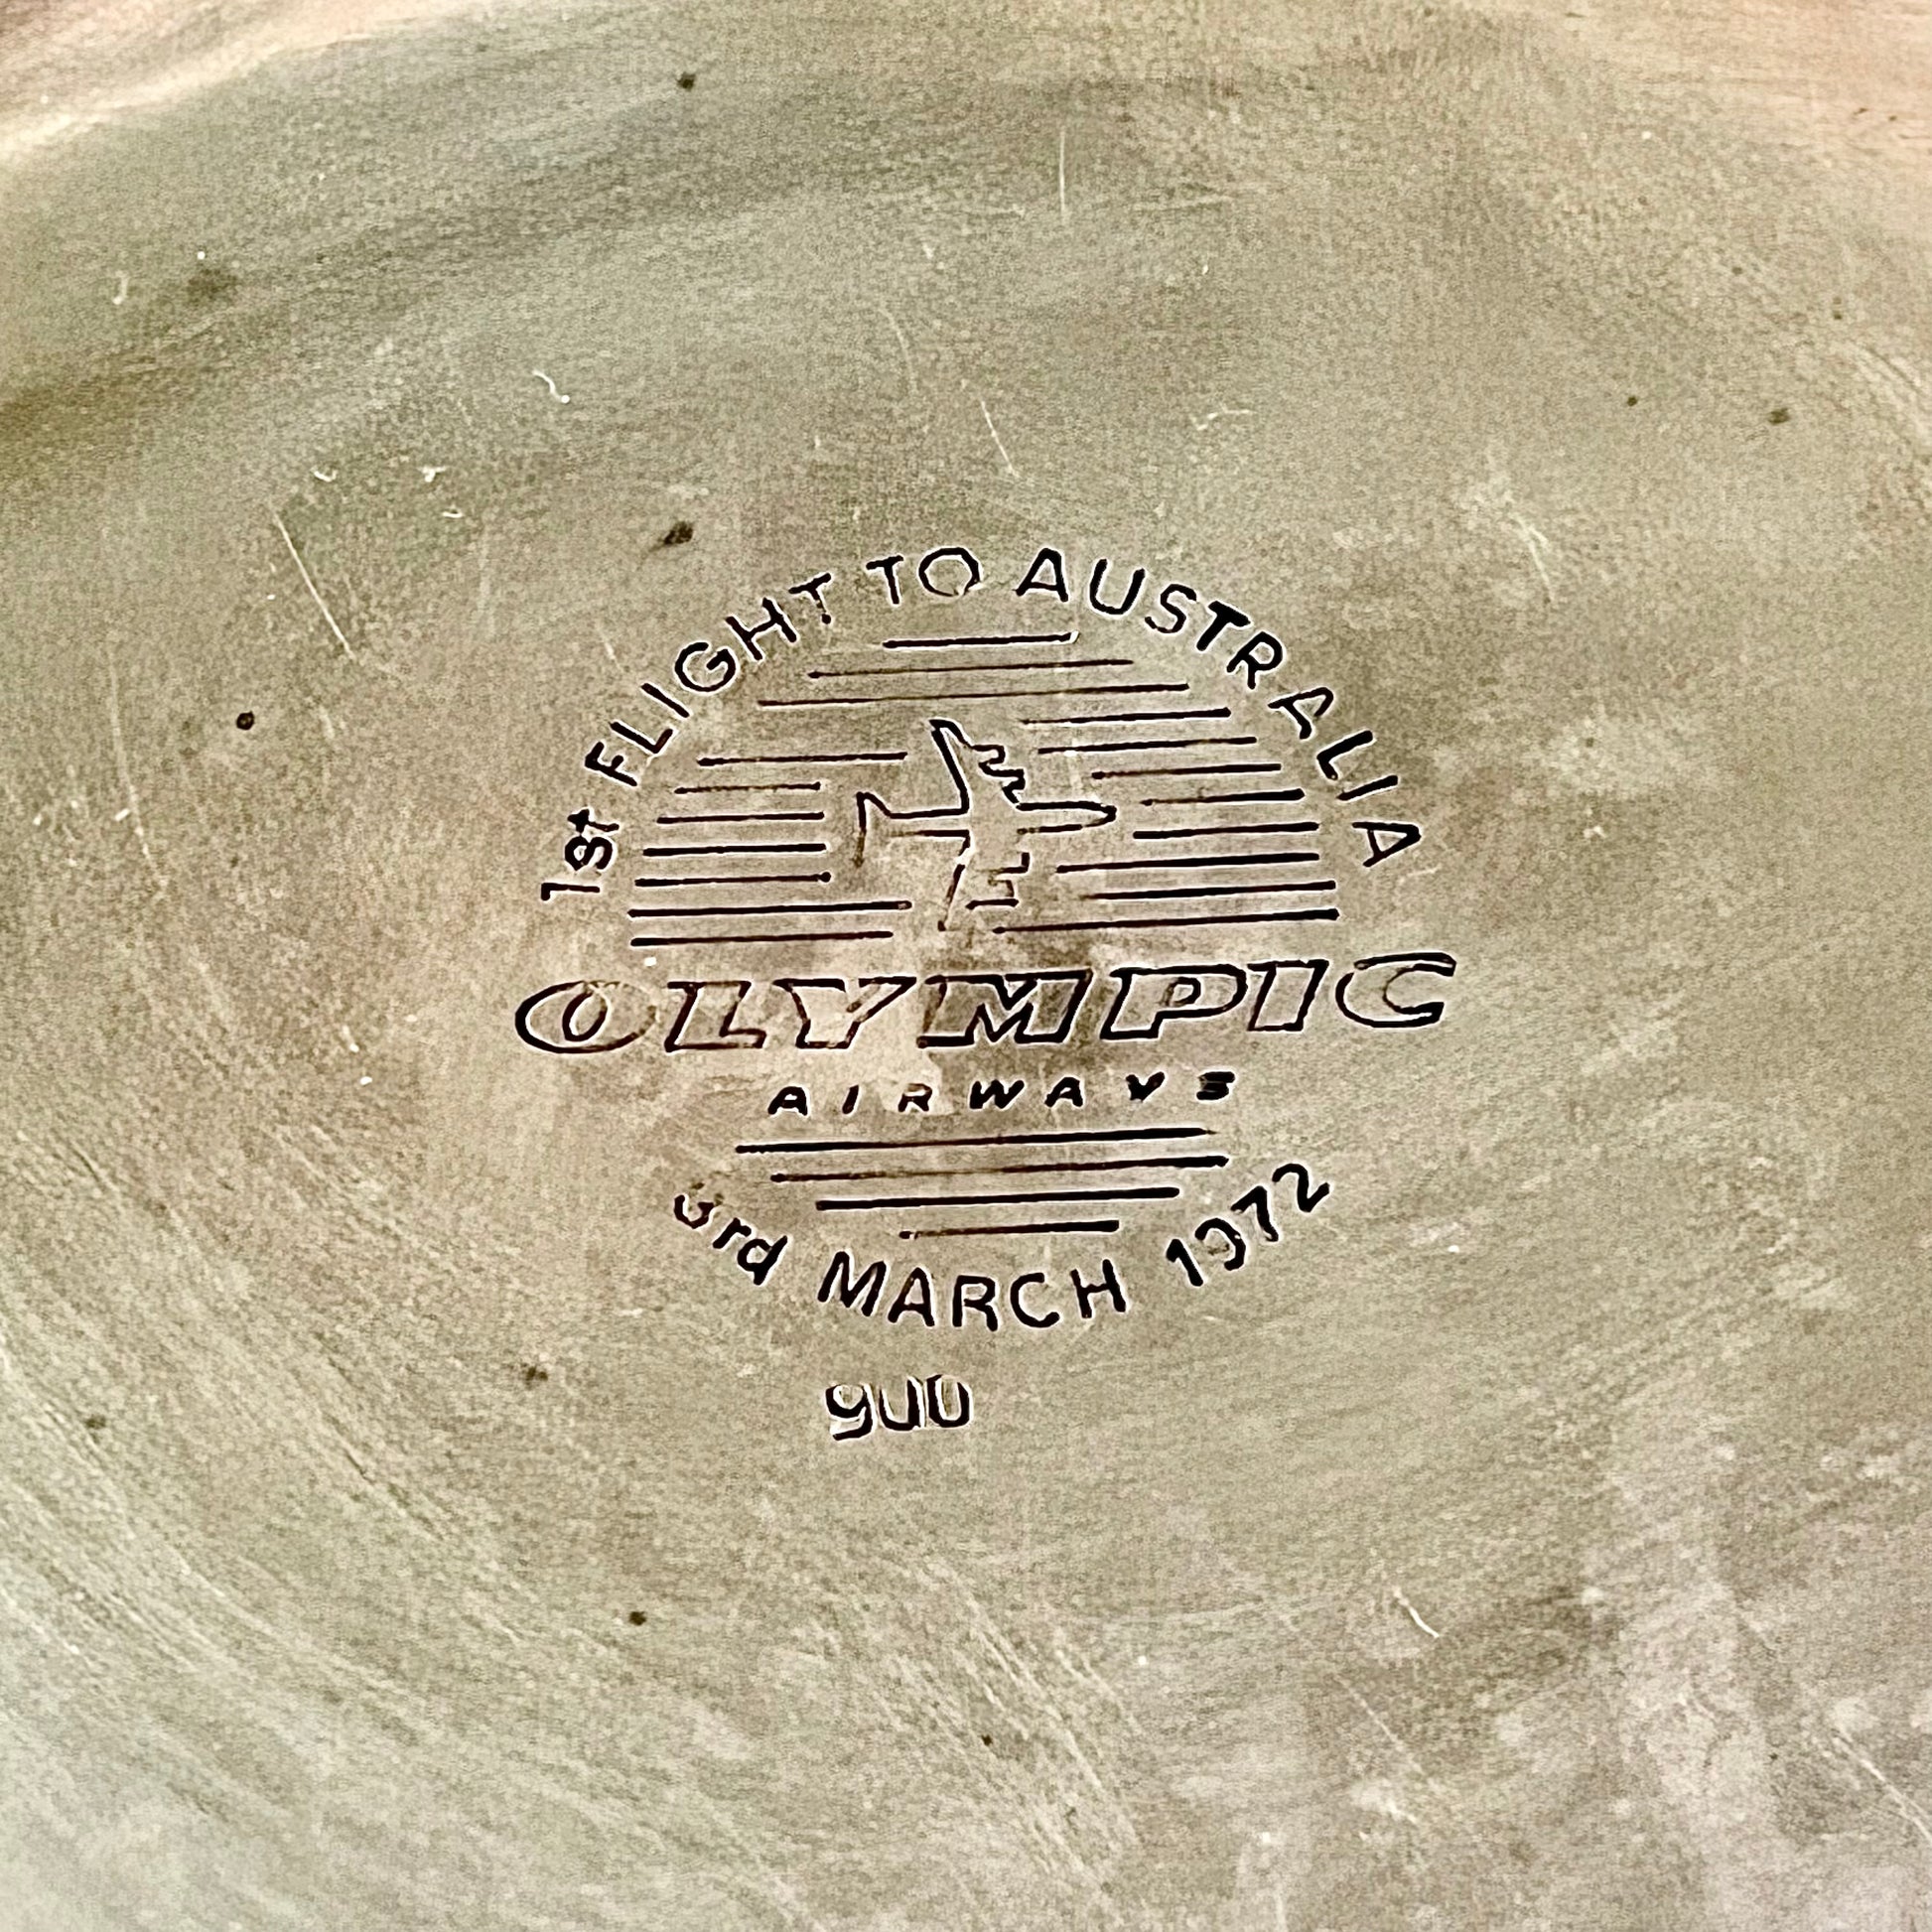 1st FLIGHT TO AUSTRALIA
OLYMPIC
AIRWAYS
3rd MARCH 1972
900